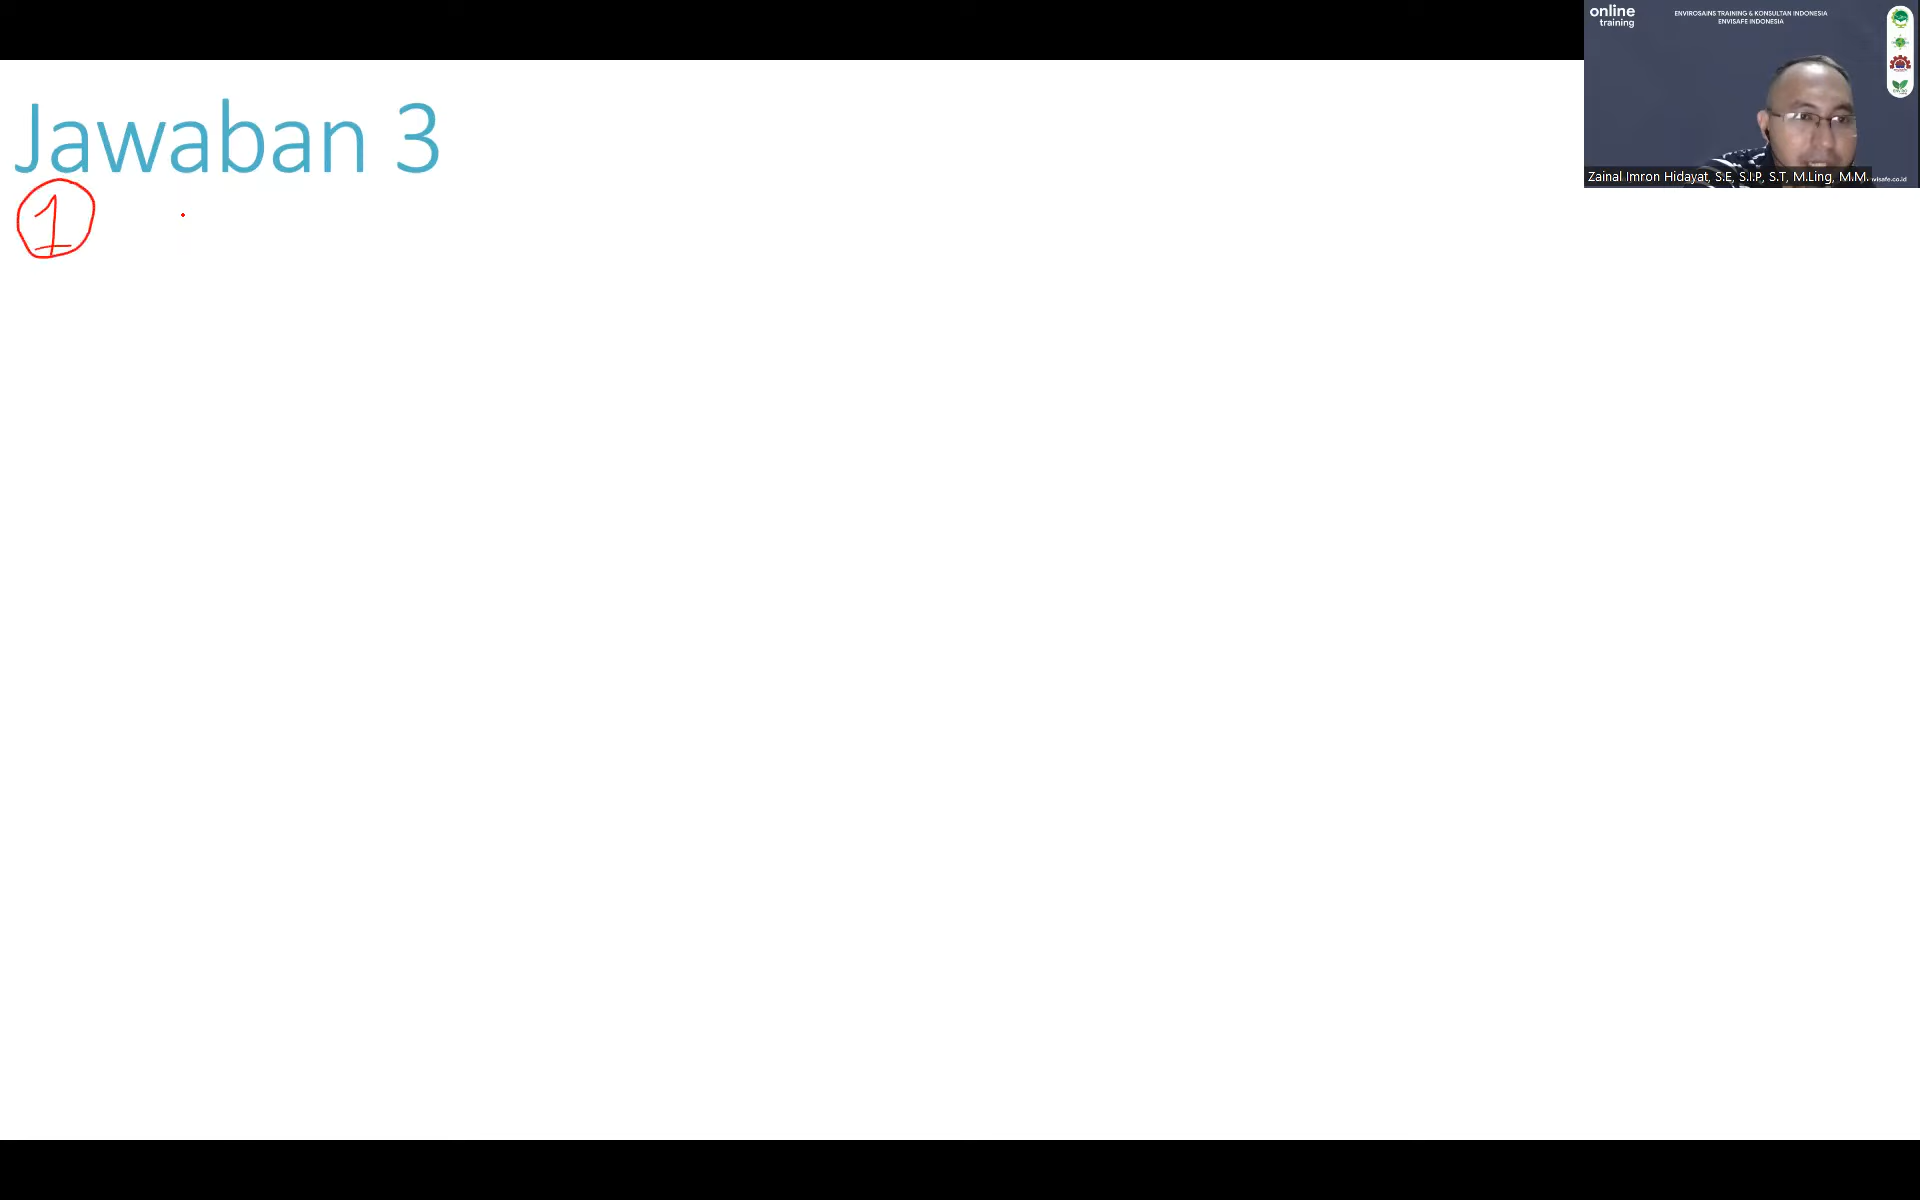 online
training
ENVIROSAINS TRAINING & KONSULTAN INDONESIA
ENVISAFE INDONESIA
Jawaban 3
Zainal Imron Hidayat, S.E, S.I.P, S.T, M.Ling, M.M.
1